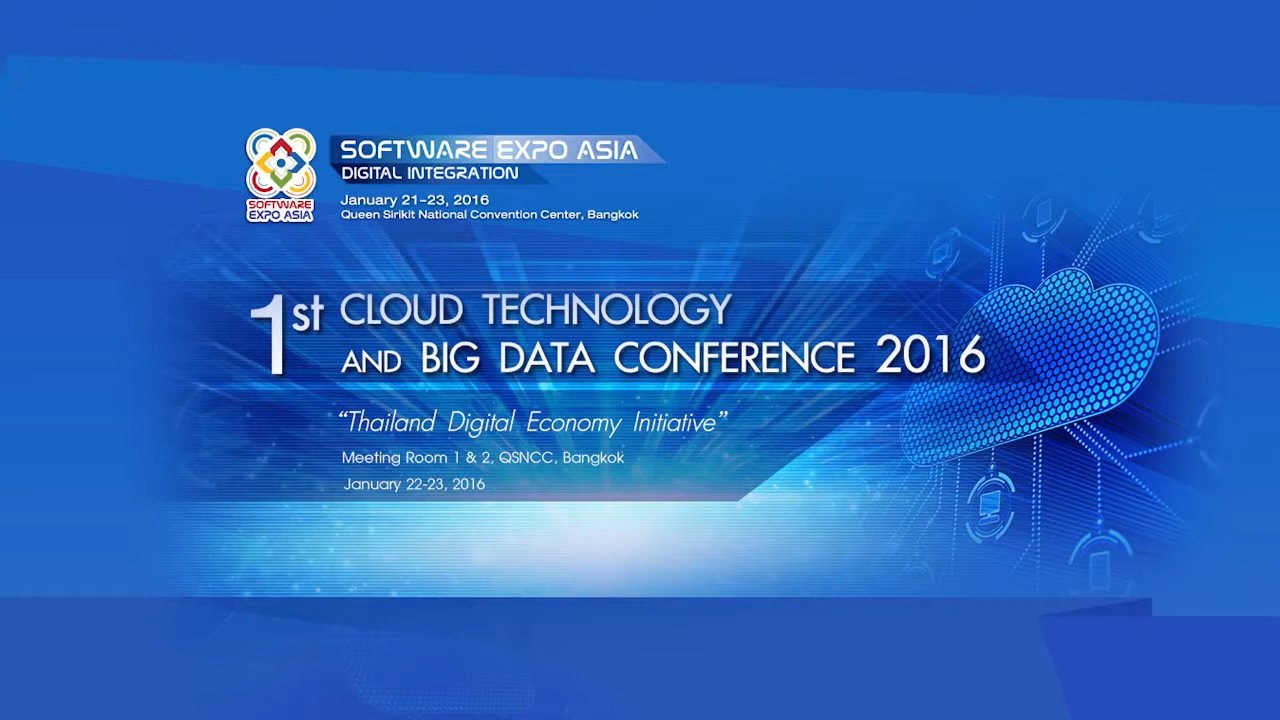 SOFTWARE
EXPO ASIA
SOFTWARE EXPO ASIA
DIGITAL INTEGRATION
January 21-23, 2016
Queen Sirikit National Convention Center, Bangkok
1st CLOUD TECHNOLOGY
AND BIG DATA CONFERENCE 2016
“Thailand Digital Economy Initiative”
Meeting Room 1 & 2, QSNCC, Bangkok
January 22-23, 2016